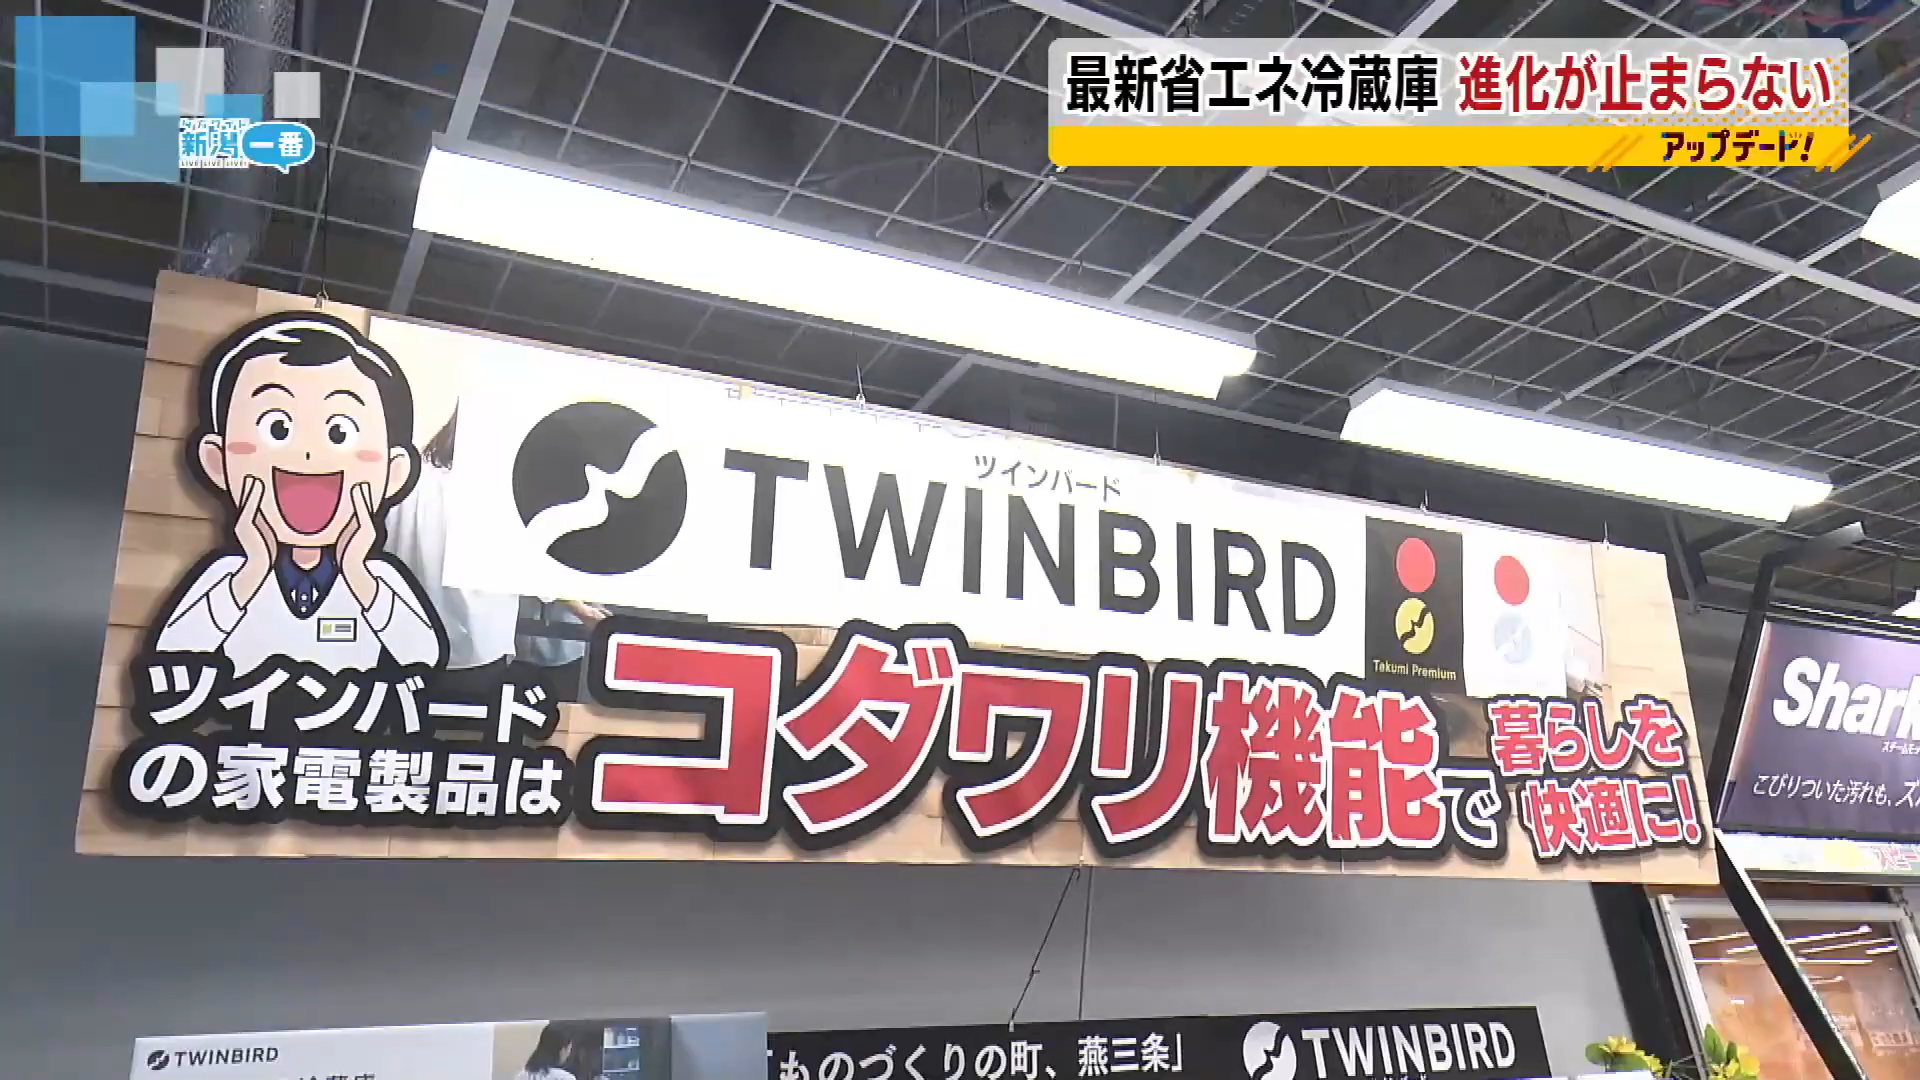 最新省エネ冷蔵庫 進化が止まらない
アップデード!
新潟一番
ツインバード
TWINBIRD
Takumi Premium
ツインバード
の家電製品は
コダワリ機能で
暮らしを
快適に!
Shark
こびりついた汚れも、ズ
TWINBIRD
「ものづくりの町、燕三条」
TWINBIRD